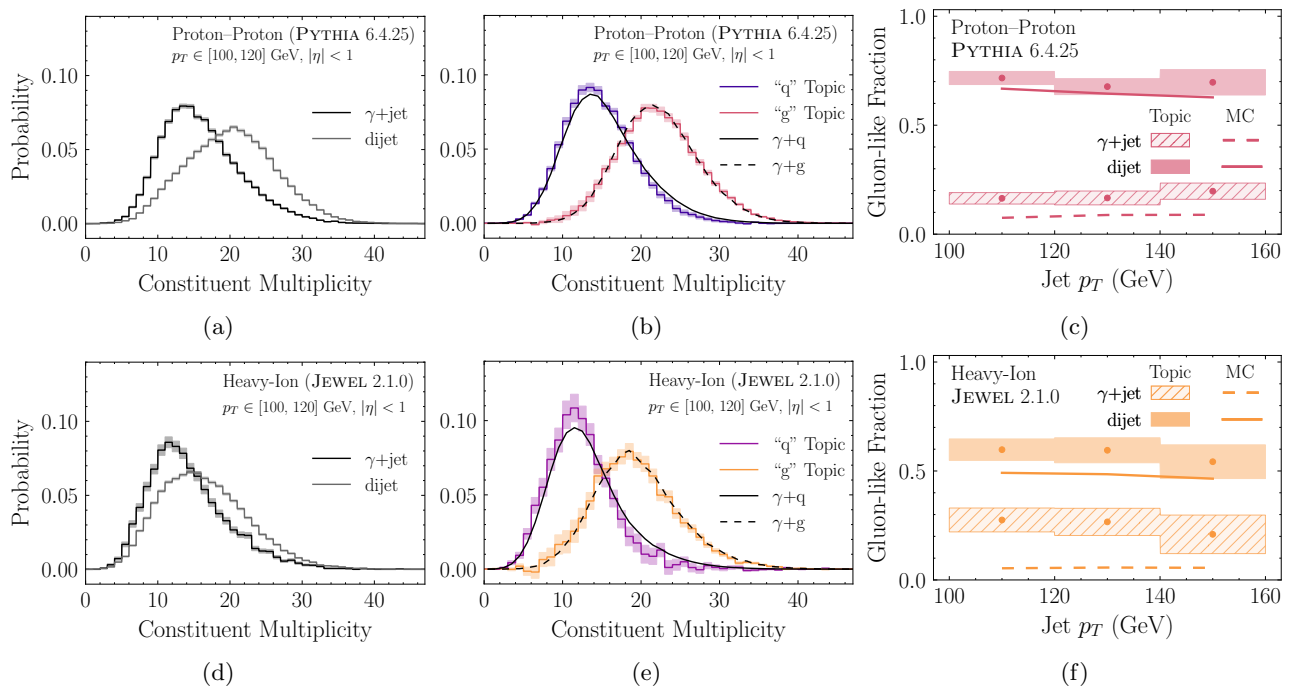 Proton–Proton (PYTHIA 6.4.25)
p_T ∈ [100, 120] GeV, |η| < 1
γ+jet
dijet
Probability
0.10
0.05
0.00
0 10 20 30 40
Constituent Multiplicity
(a)
Proton–Proton (PYTHIA 6.4.25)
p_T ∈ [100, 120] GeV, |η| < 1
“q” Topic
“g” Topic
γ+q
γ+g
Probability
0.10
0.05
0.00
0 10 20 30 40
Constituent Multiplicity
(b)
Proton–Proton
PYTHIA 6.4.25
Topic MC
γ+jet
dijet
Gluon-like Fraction
1.0
0.5
0.0
100 120 140 160
Jet p_T (GeV)
(c)
Heavy-Ion (JEWEL 2.1.0)
p_T ∈ [100, 120] GeV, |η| < 1
γ+jet
dijet
Probability
0.10
0.05
0.00
0 10 20 30 40
Constituent Multiplicity
(d)
Heavy-Ion (JEWEL 2.1.0)
p_T ∈ [100, 120] GeV, |η| < 1
“q” Topic
“g” Topic
γ+q
γ+g
Probability
0.10
0.05
0.00
0 10 20 30 40
Constituent Multiplicity
(e)
Heavy-Ion
JEWEL 2.1.0
Topic MC
γ+jet
dijet
Gluon-like Fraction
1.0
0.5
0.0
100 120 140 160
Jet p_T (GeV)
(f)